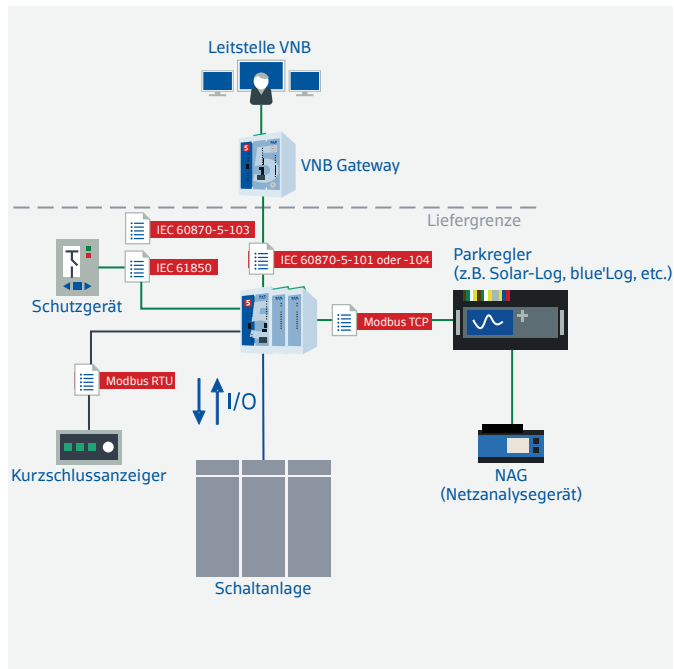 Leitstelle VNB
VNB Gateway
Liefergrenze
IEC 60870-5-103
IEC 61850
IEC 60870-5-101 oder -104
Schutzgerät
Parkregler
(z.B. Solar-Log, blue'Log, etc.)
Modbus TCP
Modbus RTU
I/O
Kurzschlussanzeiger
NAG
(Netzanalysegerät)
Schaltanlage